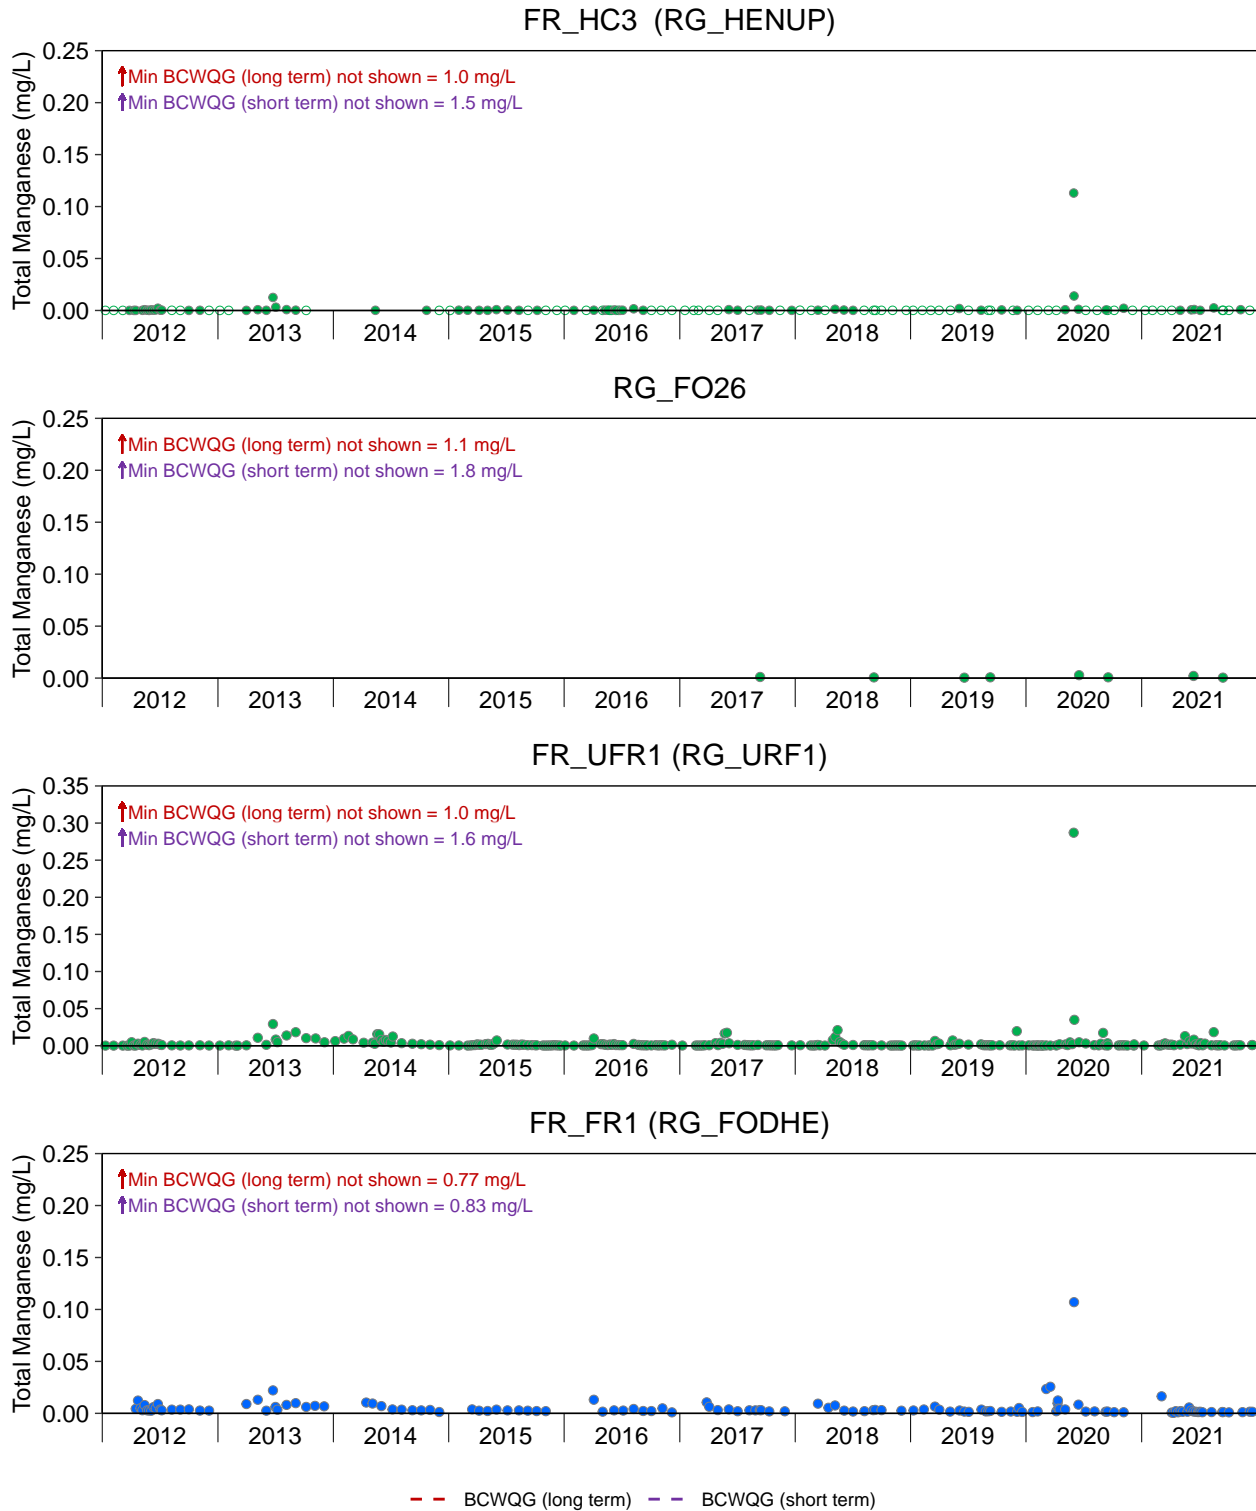 FR_HC3 (RG_HENUP)
Total Manganese (mg/L)
0.25
0.20
0.15
0.10
0.05
0.00
Min BCWQG (long term) not shown = 1.0 mg/L
Min BCWQG (short term) not shown = 1.5 mg/L
2012 2013 2014 2015 2016 2017 2018 2019 2020 2021
RG_FO26
Total Manganese (mg/L)
0.25
0.20
0.15
0.10
0.05
0.00
Min BCWQG (long term) not shown = 1.1 mg/L
Min BCWQG (short term) not shown = 1.8 mg/L
2012 2013 2014 2015 2016 2017 2018 2019 2020 2021
FR_UFR1 (RG_URF1)
Total Manganese (mg/L)
0.35
0.30
0.25
0.20
0.15
0.10
0.05
0.00
Min BCWQG (long term) not shown = 1.0 mg/L
Min BCWQG (short term) not shown = 1.6 mg/L
2012 2013 2014 2015 2016 2017 2018 2019 2020 2021
FR_FR1 (RG_FODHE)
Total Manganese (mg/L)
0.25
0.20
0.15
0.10
0.05
0.00
Min BCWQG (long term) not shown = 0.77 mg/L
Min BCWQG (short term) not shown = 0.83 mg/L
2012 2013 2014 2015 2016 2017 2018 2019 2020 2021
BCWQG (long term) BCWQG (short term)